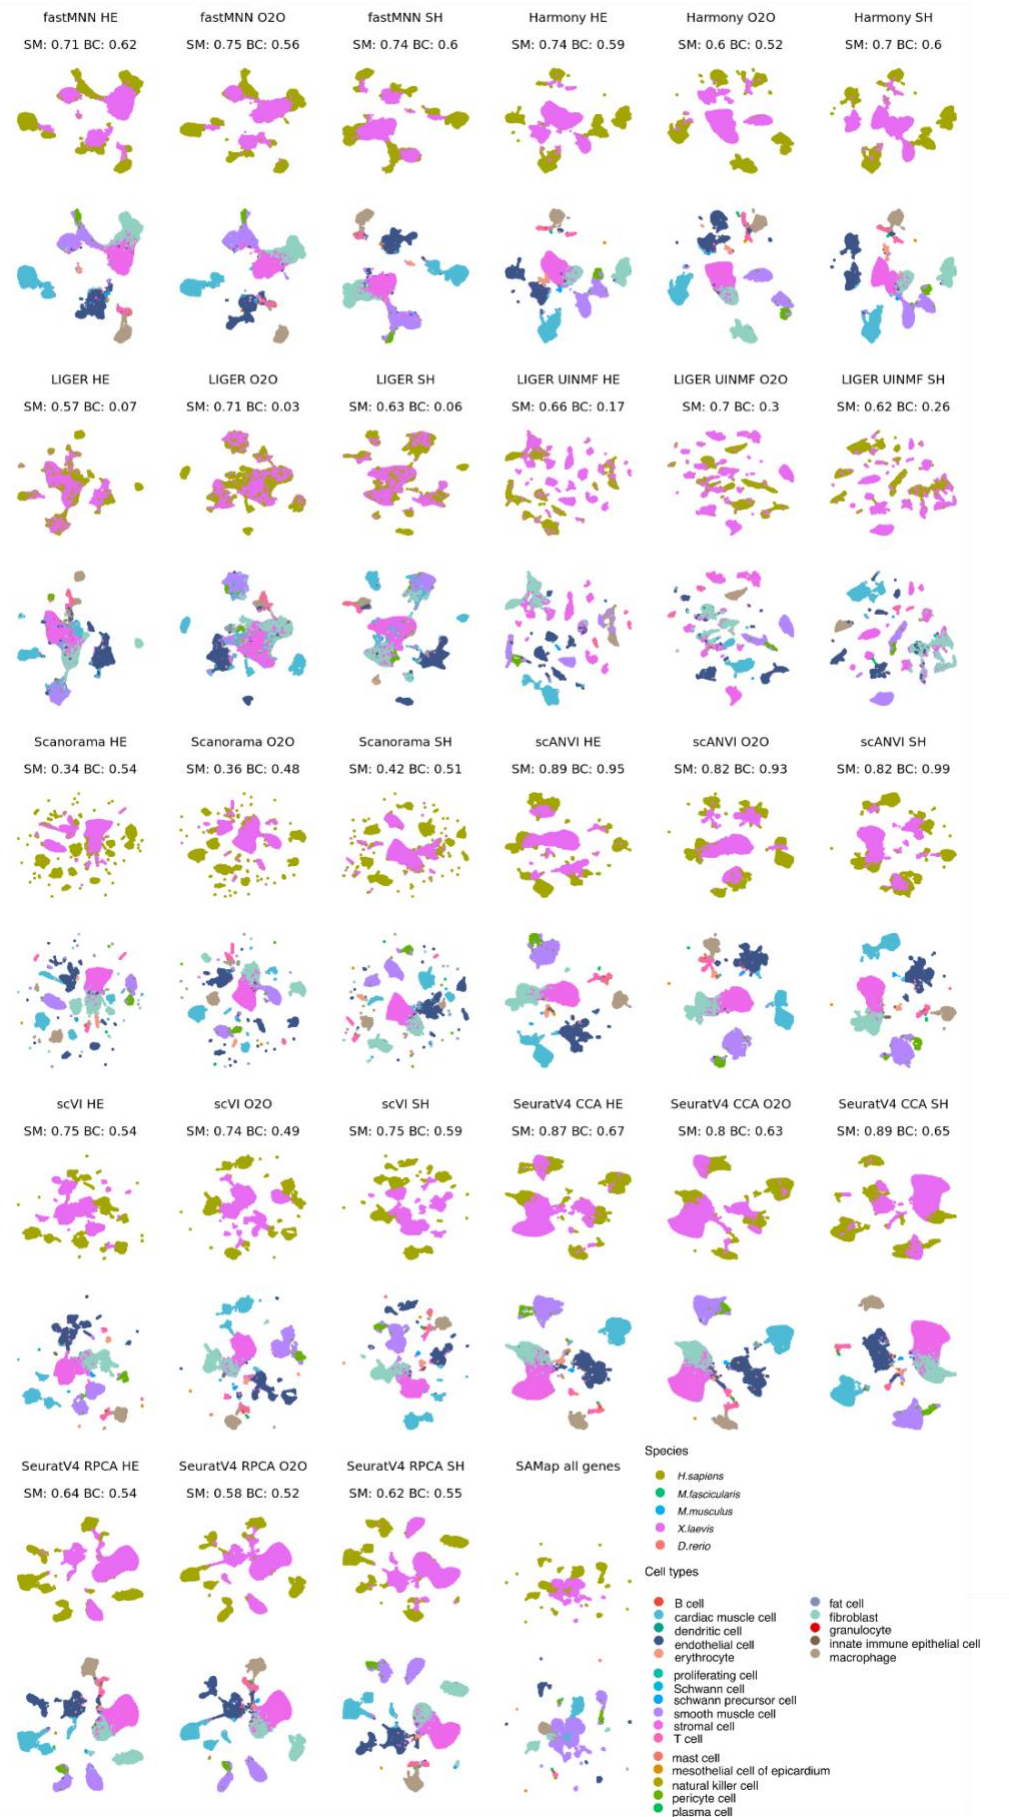 fastMNN HE fastMNN O2O fastMNN SH Harmony HE Harmony O2O Harmony SH
SM: 0.71 BC: 0.62 SM: 0.75 BC: 0.56 SM: 0.74 BC: 0.6 SM: 0.74 BC: 0.59 SM: 0.6 BC: 0.52 SM: 0.7 BC: 0.6
LIGER HE LIGER O2O LIGER SH LIGER UINMF HE LIGER UINMF O2O LIGER UINMF SH
SM: 0.57 BC: 0.07 SM: 0.71 BC: 0.03 SM: 0.63 BC: 0.06 SM: 0.66 BC: 0.17 SM: 0.7 BC: 0.3 SM: 0.62 BC: 0.26
Scanorama HE Scanorama O2O Scanorama SH scANVI HE scANVI O2O scANVI SH
SM: 0.34 BC: 0.54 SM: 0.36 BC: 0.48 SM: 0.42 BC: 0.51 SM: 0.89 BC: 0.95 SM: 0.82 BC: 0.93 SM: 0.82 BC: 0.99
scVI HE scVI O2O scVI SH SeuratV4 CCA HE SeuratV4 CCA O2O SeuratV4 CCA SH
SM: 0.75 BC: 0.54 SM: 0.74 BC: 0.49 SM: 0.75 BC: 0.59 SM: 0.87 BC: 0.67 SM: 0.8 BC: 0.63 SM: 0.89 BC: 0.65
SeuratV4 RPCA HE SeuratV4 RPCA O2O SeuratV4 RPCA SH SAMap all genes
SM: 0.64 BC: 0.54 SM: 0.58 BC: 0.52 SM: 0.62 BC: 0.55
Species
H.sapiens
M.fascicularis
M.musculus
X.laevis
D.rerio
Cell types
B cell
cardiac muscle cell
dendritic cell
endothelial cell
erythrocyte
proliferating cell
Schwann cell
schwann precursor cell
smooth muscle cell
stromal cell
T cell
mast cell
mesothelial cell of epicardium
natural killer cell
pericyte cell
plasma cell
fat cell
fibroblast
granulocyte
innate immune epithelial cell
macrophage